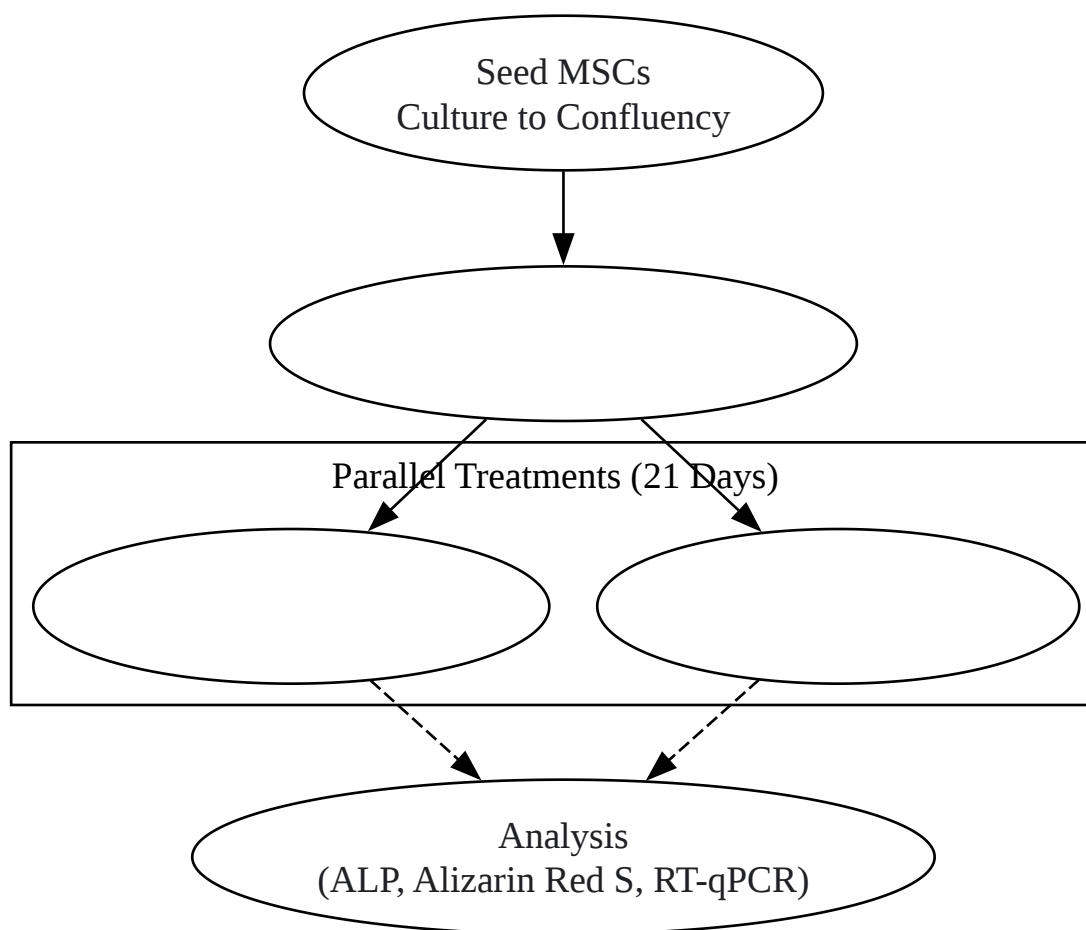 Seed MSCs
Culture to Confluency
Parallel Treatments (21 Days)
Analysis
(ALP, Alizarin Red S, RT-qPCR)